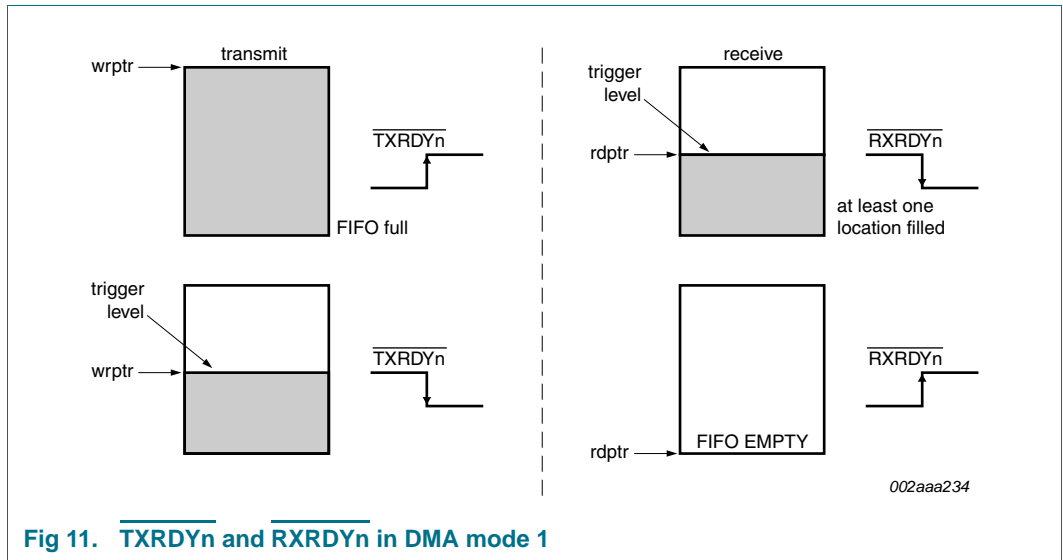 transmit
wrptr
TXRDYn
FIFO full
trigger
level
wrptr
TXRDYn
receive
trigger
level
rdptr
RXRDYn
at least one
location filled
RXRDYn
FIFO EMPTY
rdptr
002aaa234
Fig 11. TXRDYn and RXRDYn in DMA mode 1